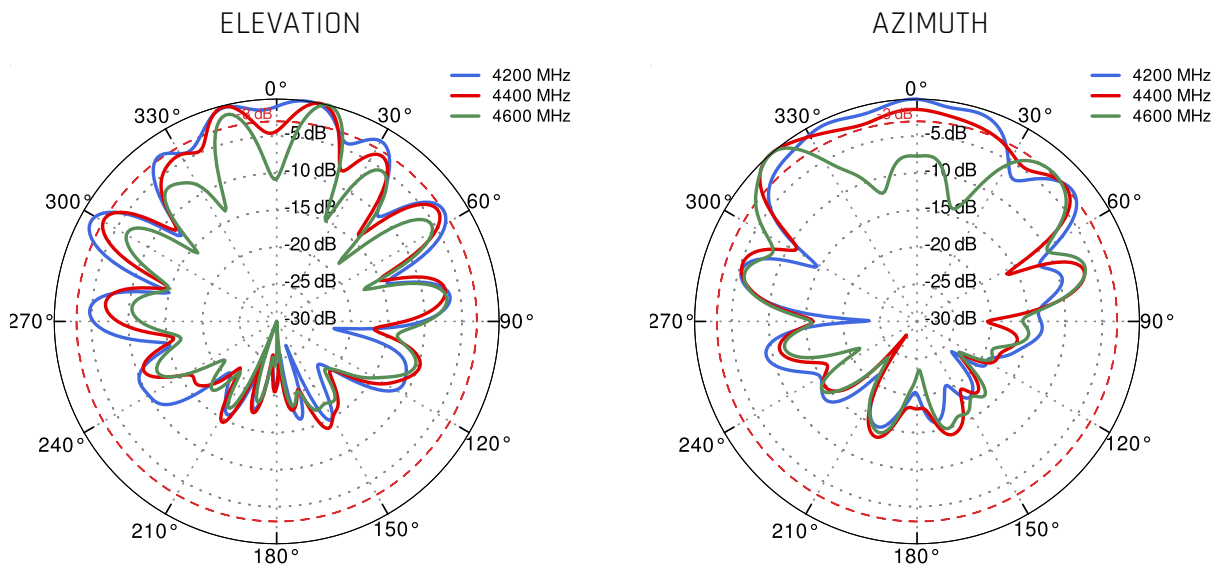 ELEVATION
4200 MHz
4400 MHz
4600 MHz
0°
30°
60°
90°
120°
150°
180°
210°
240°
270°
300°
330°
-3 dB
-5 dB
-10 dB
-15 dB
-20 dB
-25 dB
-30 dB
AZIMUTH
4200 MHz
4400 MHz
4600 MHz
0°
30°
60°
90°
120°
150°
180°
210°
240°
270°
300°
330°
-3 dB
-5 dB
-10 dB
-15 dB
-20 dB
-25 dB
-30 dB